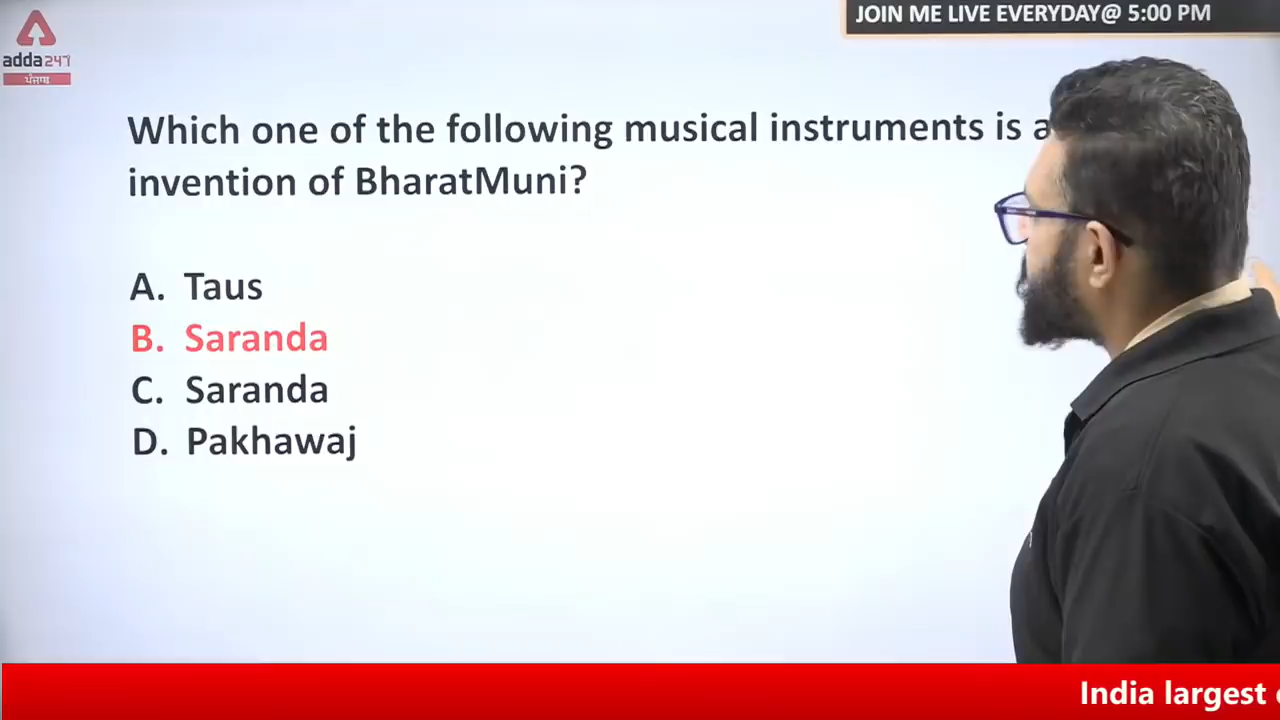 JOIN ME LIVE EVERYDAY@ 5:00 PM
adda247
ਪੰਜਾਬ
Which one of the following musical instruments is
invention of BharatMuni?
A. Taus
B. Saranda
C. Saranda
D. Pakhawaj
India largest